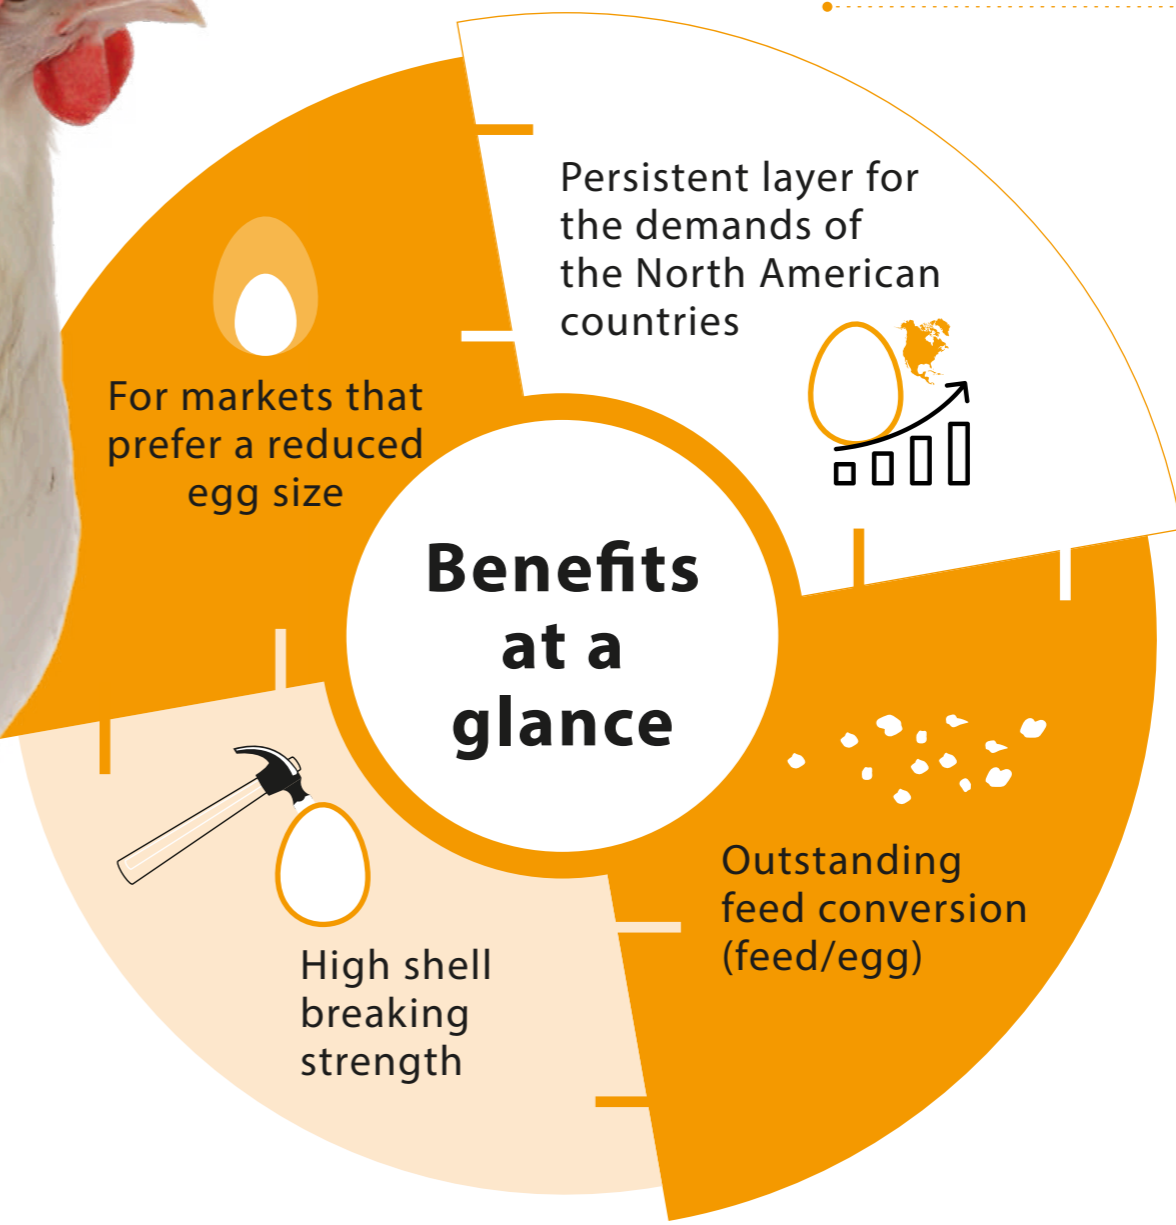 Persistent layer for
the demands of
the North American
countries
For markets that
prefer a reduced
egg size
Benefits
at a
glance
Outstanding
feed conversion
(feed/egg)
High shell
breaking
strength